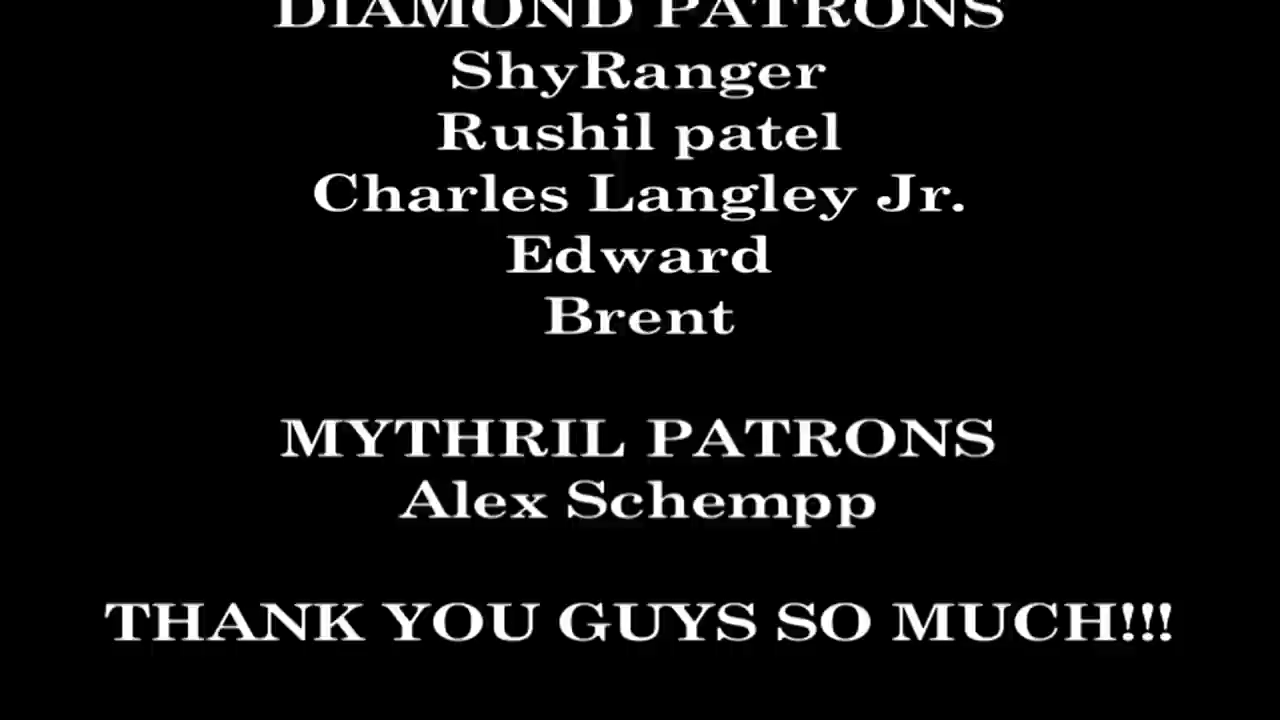 DIAMOND PATRONS
ShyRanger
Rushil patel
Charles Langley Jr.
Edward
Brent
MYTHRIL PATRONS
Alex Schempp
THANK YOU GUYS SO MUCH!!!